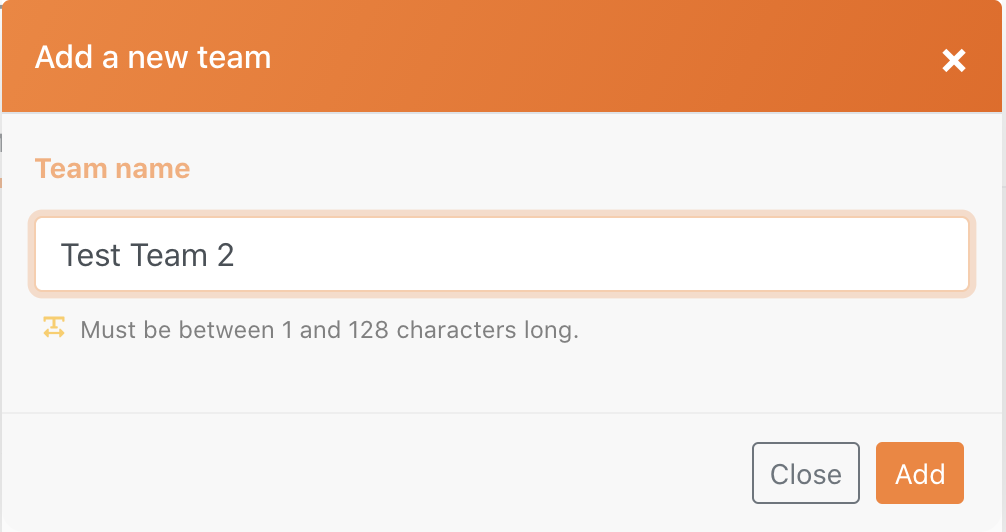 Add a new team
Team name
Test Team 2
Must be between 1 and 128 characters long.
Close
Add